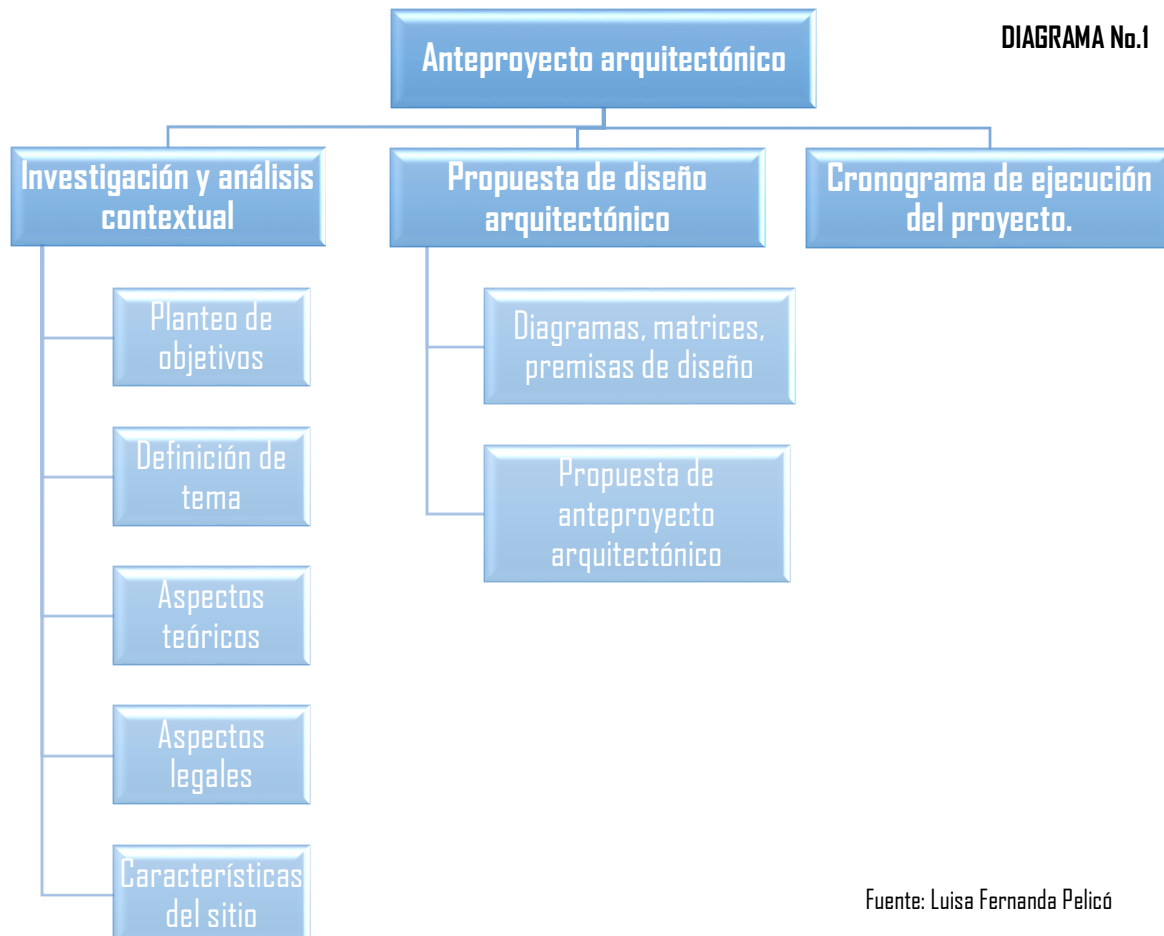 DIAGRAMA No.1
Anteproyecto arquitectónico
Investigación y análisis
contextual
Planteo de
objetivos
Definición de
tema
Aspectos
teóricos
Aspectos
legales
Características
del sitio
Propuesta de diseño
arquitectónico
Diagramas, matrices,
premisas de diseño
Propuesta de
anteproyecto
arquitectónico
Cronograma de ejecución
del proyecto.
Fuente: Luisa Fernanda Pelicó